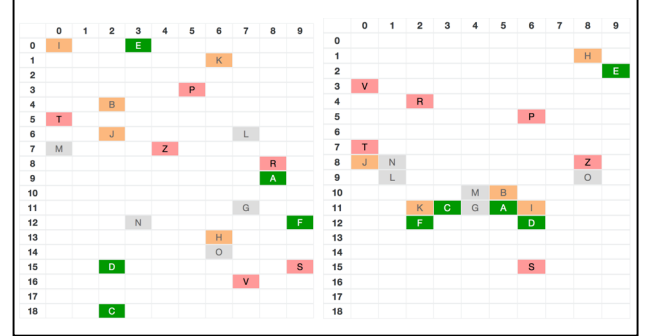 0 1 2 3 4 5 6 7 8 9
0 I E
1 K
2
3 P
4 B
5 T
6 J L
7 M Z
8 R
9 A
10
11 G
12 N F
13 H
14 O
15 D S
16 V
17
18 C
0 1 2 3 4 5 6 7 8 9
0
1 H
2 E
3 V
4 R
5 P
6
7 T
8 J N Z
9 L O
10 M B
11 K C G A I
12 F D
13
14
15 S
16
17
18